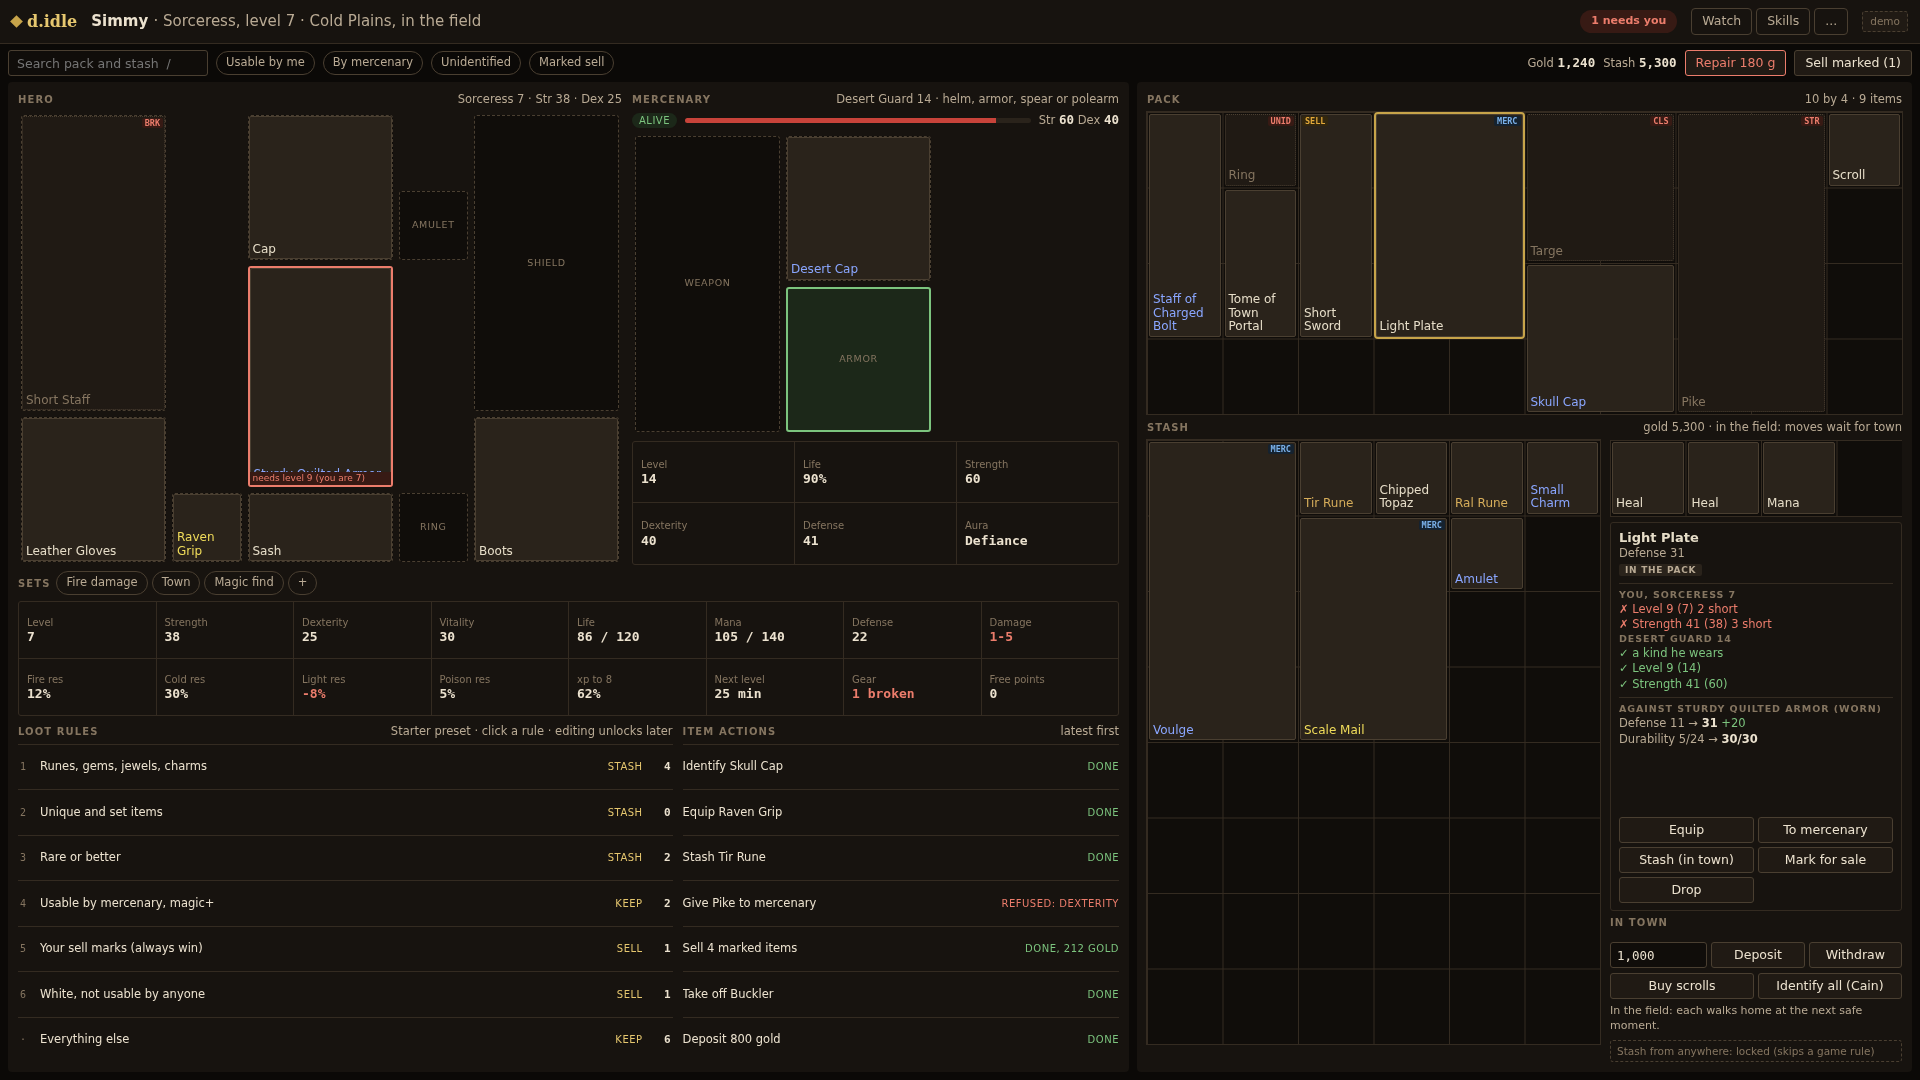 d.idle Simmy · Sorceress, level 7 · Cold Plains, in the field
1 needs you Watch Skills ... demo
Search pack and stash /
Usable by me By mercenary Unidentified Marked sell
Gold 1,240 Stash 5,300 Repair 180 g Sell marked (1)
HERO Sorceress 7 · Str 38 · Dex 25
BRK
Short Staff
Cap
AMULET
SHIELD
needs level 9 (you are 7)
Leather Gloves
Raven Grip
Sash
RING
Boots
MERCENARY Desert Guard 14 · helm, armor, spear or polearm
ALIVE Str 60 Dex 40
WEAPON
Desert Cap
ARMOR
Level
14
Life
90%
Strength
60
Dexterity
40
Defense
41
Aura
Defiance
SETS Fire damage Town Magic find +
Level
7
Strength
38
Dexterity
25
Vitality
30
Life
86 / 120
Mana
105 / 140
Defense
22
Damage
1-5
Fire res
12%
Cold res
30%
Light res
-8%
Poison res
5%
xp to 8
62%
Next level
25 min
Gear
1 broken
Free points
0
LOOT RULES Starter preset · click a rule · editing unlocks later
1 Runes, gems, jewels, charms STASH 4
2 Unique and set items STASH 0
3 Rare or better STASH 2
4 Usable by mercenary, magic+ KEEP 2
5 Your sell marks (always win) SELL 1
6 White, not usable by anyone SELL 1
· Everything else KEEP 6
ITEM ACTIONS latest first
Identify Skull Cap DONE
Equip Raven Grip DONE
Stash Tir Rune DONE
Give Pike to mercenary REFUSED: DEXTERITY
Sell 4 marked items DONE, 212 GOLD
Take off Buckler DONE
Deposit 800 gold DONE
PACK 10 by 4 · 9 items
Staff of
Charged
Bolt
UNID
Ring
Tome of
Town
Portal
SELL
Short
Sword
MERC
Light Plate
CLS
Targe
Skull Cap
STR
Pike
Scroll
STASH gold 5,300 · in the field: moves wait for town
MERC
Voulge
Tir Rune
Chipped
Topaz
Ral Rune
Small
Charm
MERC
Scale Mail
Amulet
Heal
Heal
Mana
Light Plate
Defense 31
IN THE PACK
YOU, SORCERESS 7
✗ Level 9 (7) 2 short
✗ Strength 41 (38) 3 short
DESERT GUARD 14
✓ a kind he wears
✓ Level 9 (14)
✓ Strength 41 (60)
AGAINST STURDY QUILTED ARMOR (WORN)
Defense 11 → 31 +20
Durability 5/24 → 30/30
Equip To mercenary
Stash (in town) Mark for sale
Drop
IN TOWN
1,000 Deposit Withdraw
Buy scrolls Identify all (Cain)
In the field: each walks home at the next safe
moment.
Stash from anywhere: locked (skips a game rule)